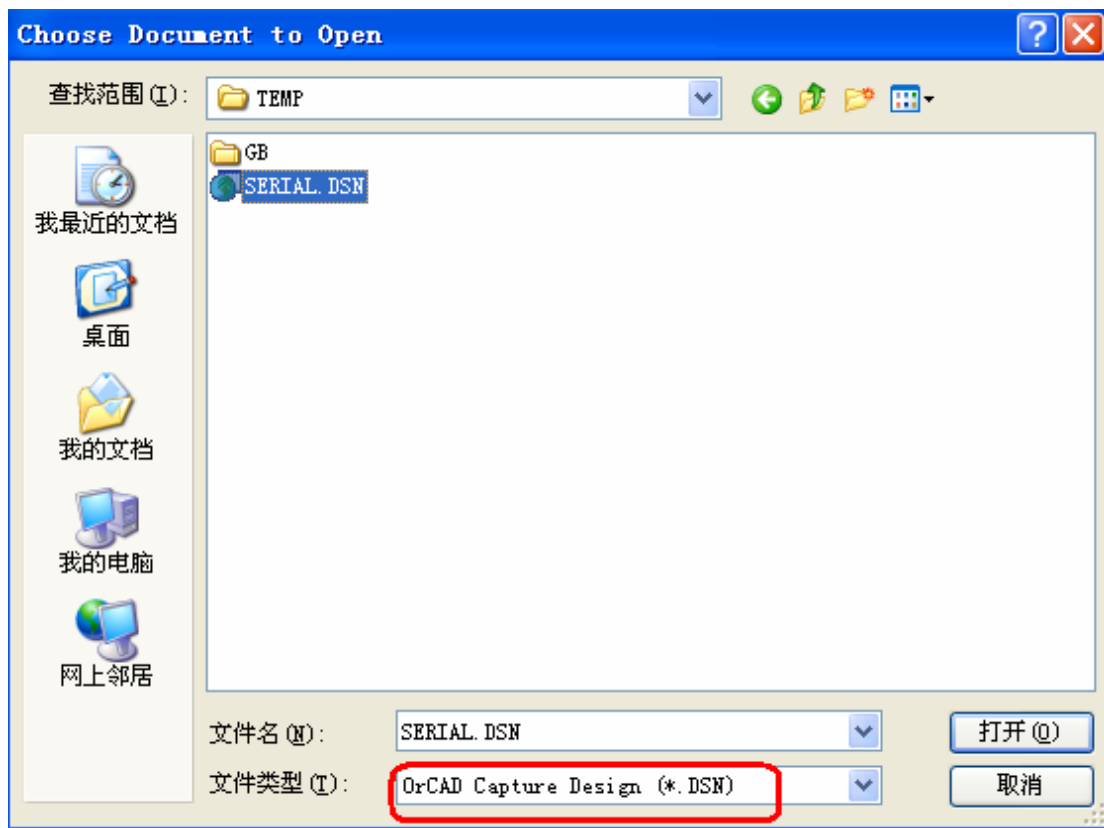 Choose Document to Open
查找范围(I):
TEMP
GB
SERIAL.DSN
我最近的文档
桌面
我的文档
我的电脑
网上邻居
文件名(N):
SERIAL.DSN
打开(O)
文件类型(T):
OrCAD Capture Design (*.DSN)
取消